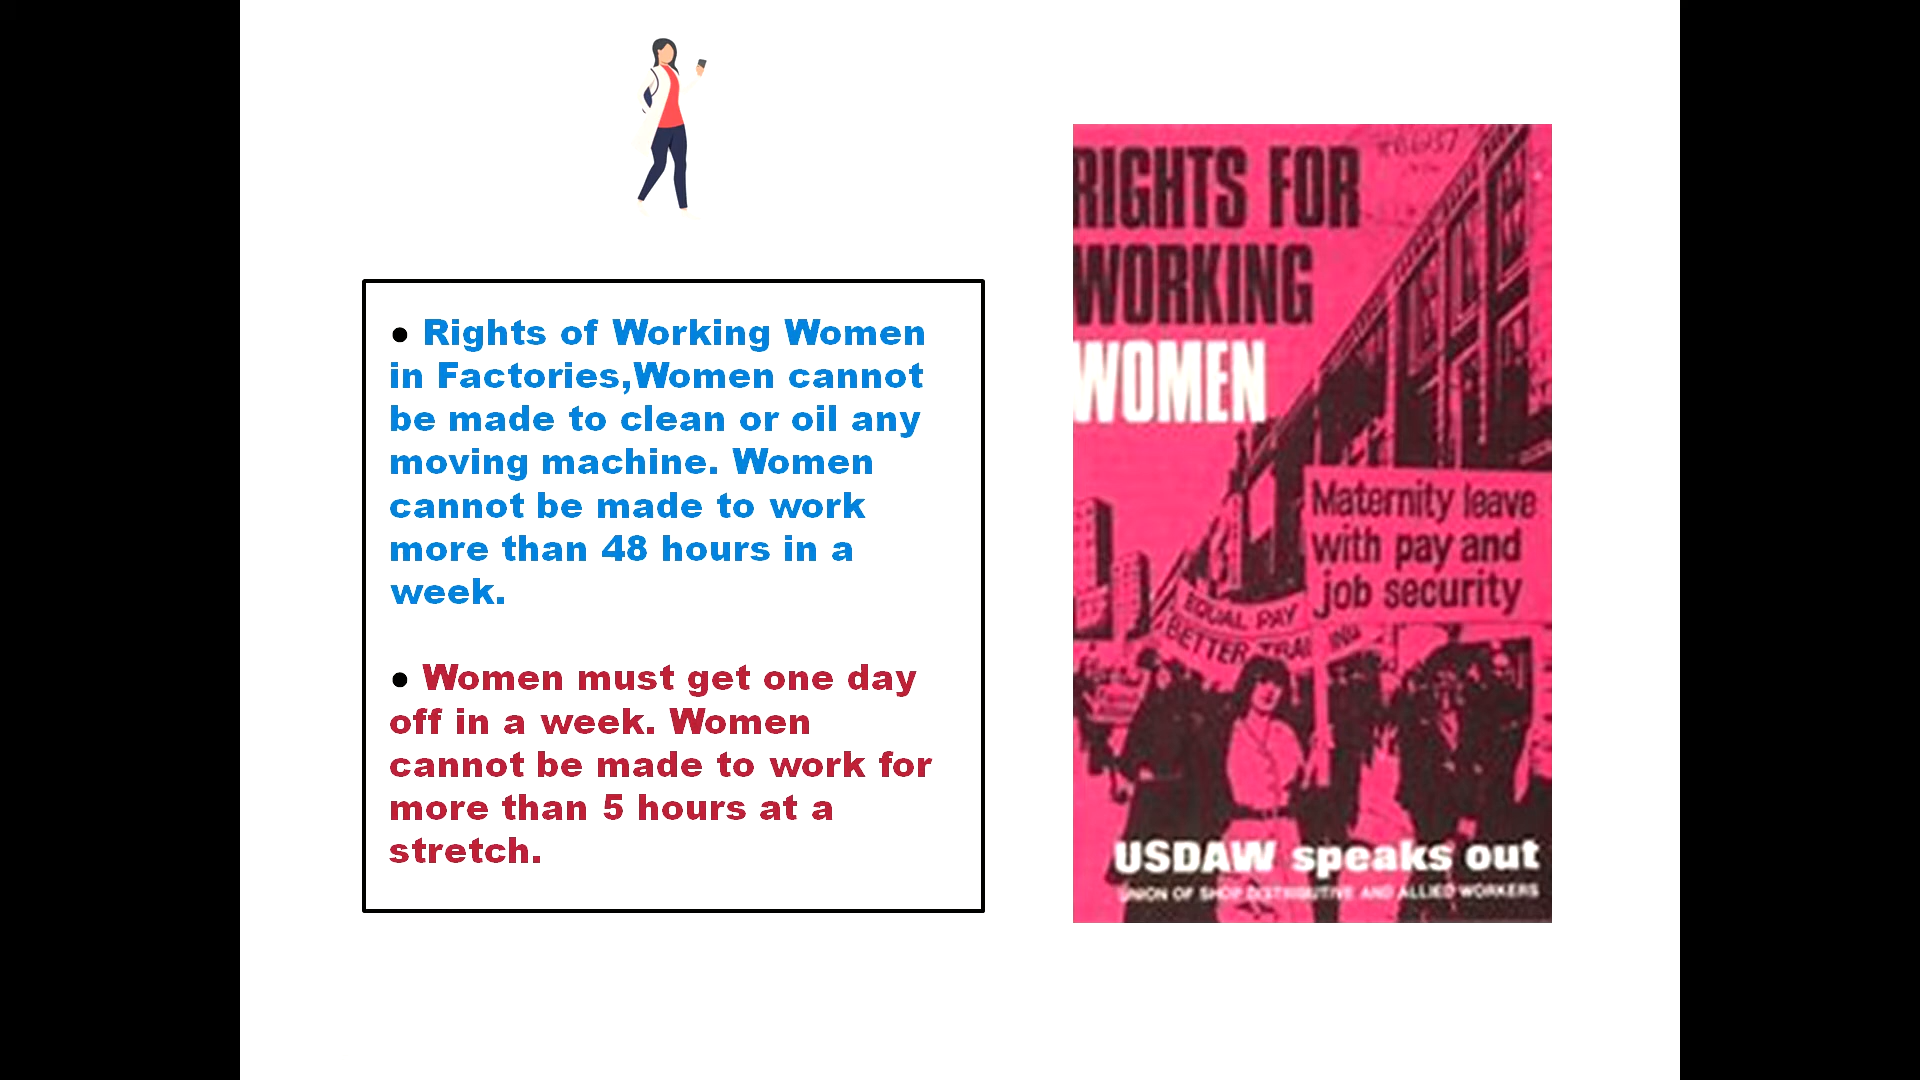 ● Rights of Working Women
in Factories,Women cannot
be made to clean or oil any
moving machine. Women
cannot be made to work
more than 48 hours in a
week.
● Women must get one day
off in a week. Women
cannot be made to work for
more than 5 hours at a
stretch.
RIGHTS FOR
WORKING
WOMEN
Maternity leave
with pay and
job security
EQUAL PAY
BETTER TRAINING
USDAW speaks out
UNION OF SHOP DISTRIBUTIVE AND ALLIED WORKERS